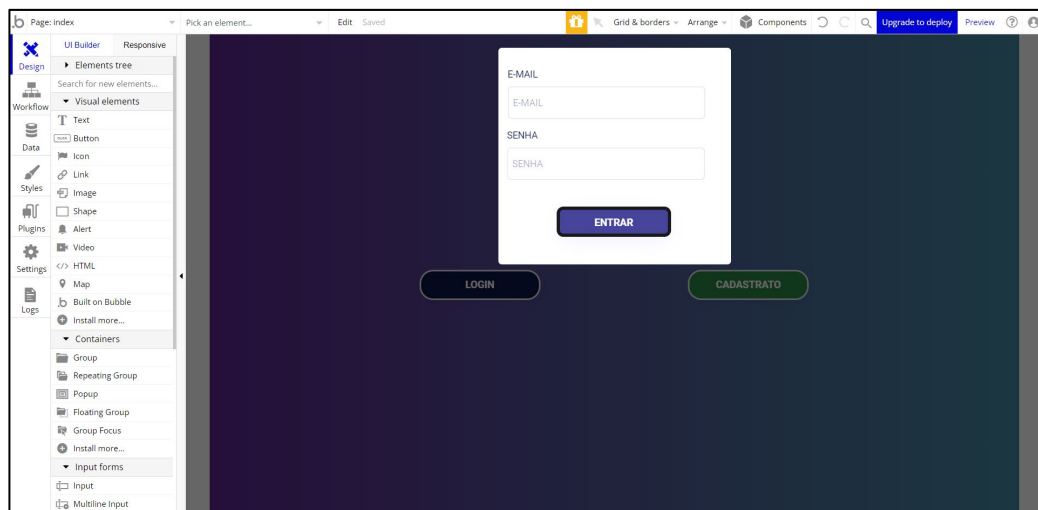 Page: index
Pick an element...
Edit Saved
Grid & borders
Arrange
Components
Upgrade to deploy
Preview
Design
Workflow
Data
Styles
Plugins
Settings
Logs
UI Builder Responsive
Elements tree
Search for new elements...
Visual elements
Text
Button
Icon
Link
Image
Shape
Alert
Video
</> HTML
Map
Built on Bubble
Install more...
Containers
Group
Repeating Group
Popup
Floating Group
Group Focus
Install more...
Input forms
Input
Multiline Input
E-MAIL
E-MAIL
SENHA
SENHA
ENTRAR
LOGIN
CADASTRATO